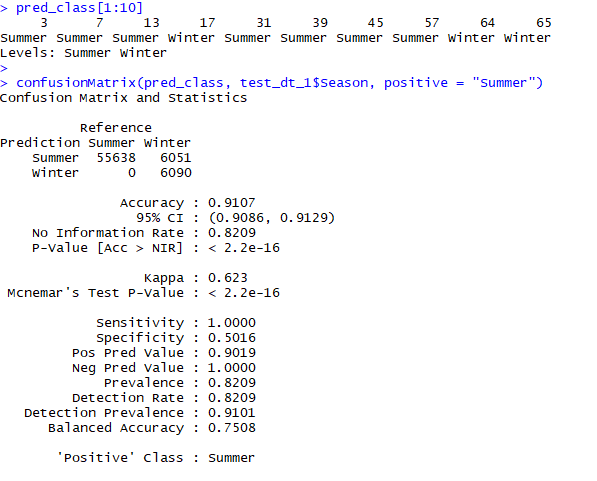 > pred_class[1:10]
3 7 13 17 31 39 45 57 64 65
Summer Summer Summer Winter Summer Summer Summer Summer Winter Winter
Levels: Summer Winter
>
> confusionMatrix(pred_class, test_dt_1$Season, positive = "Summer")
Confusion Matrix and Statistics
Reference
Prediction Summer Winter
Summer 55638 6051
Winter 0 6090
Accuracy : 0.9107
95% CI : (0.9086, 0.9129)
No Information Rate : 0.8209
P-Value [Acc > NIR] : < 2.2e-16
Kappa : 0.623
Mcnemar's Test P-Value : < 2.2e-16
Sensitivity : 1.0000
Specificity : 0.5016
Pos Pred Value : 0.9019
Neg Pred Value : 1.0000
Prevalence : 0.8209
Detection Rate : 0.8209
Detection Prevalence : 0.9101
Balanced Accuracy : 0.7508
'Positive' Class : Summer